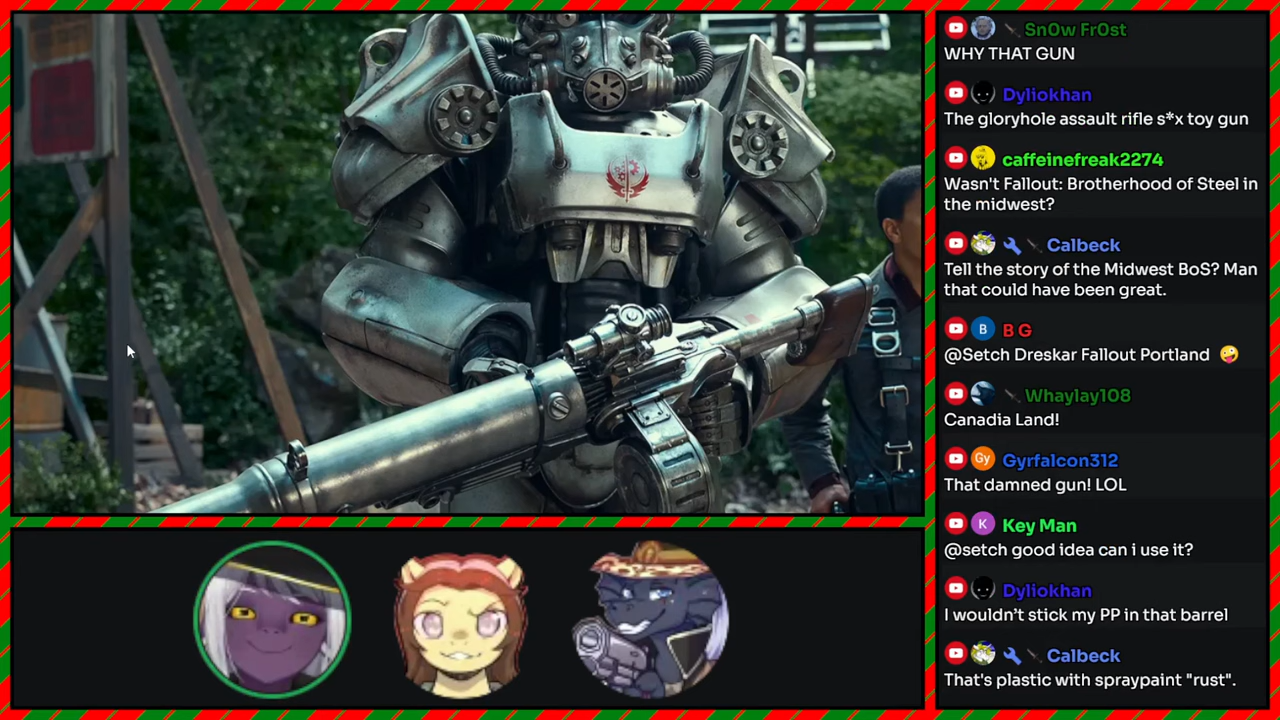 Sn0w Fr0st
WHY THAT GUN
Dyliokhan
The gloryhole assault rifle s*x toy gun
caffeinefreak2274
Wasn't Fallout: Brotherhood of Steel in
the midwest?
Calbeck
Tell the story of the Midwest BoS? Man
that could have been great.
B
B G
@Setch Dreskar Fallout Portland 🤪
Whaylay108
Canadia Land!
Gy
Gyrfalcon312
That damned gun! LOL
K
Key Man
@setch good idea can i use it?
Dyliokhan
I wouldn't stick my PP in that barrel
Calbeck
That's plastic with spraypaint "rust".